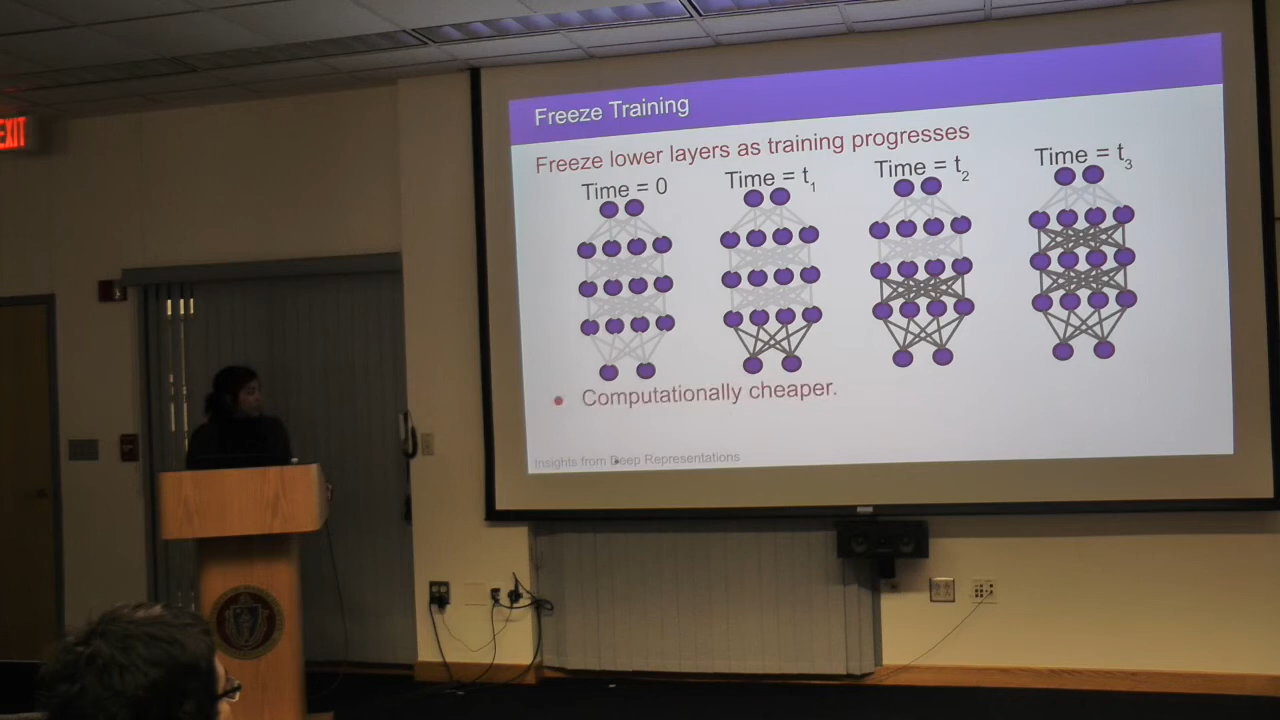 EXIT
Freeze Training
Freeze lower layers as training progresses
Time = 0
Time = t1
Time = t2
Time = t3
Computationally cheaper.
Insights from Deep Representations